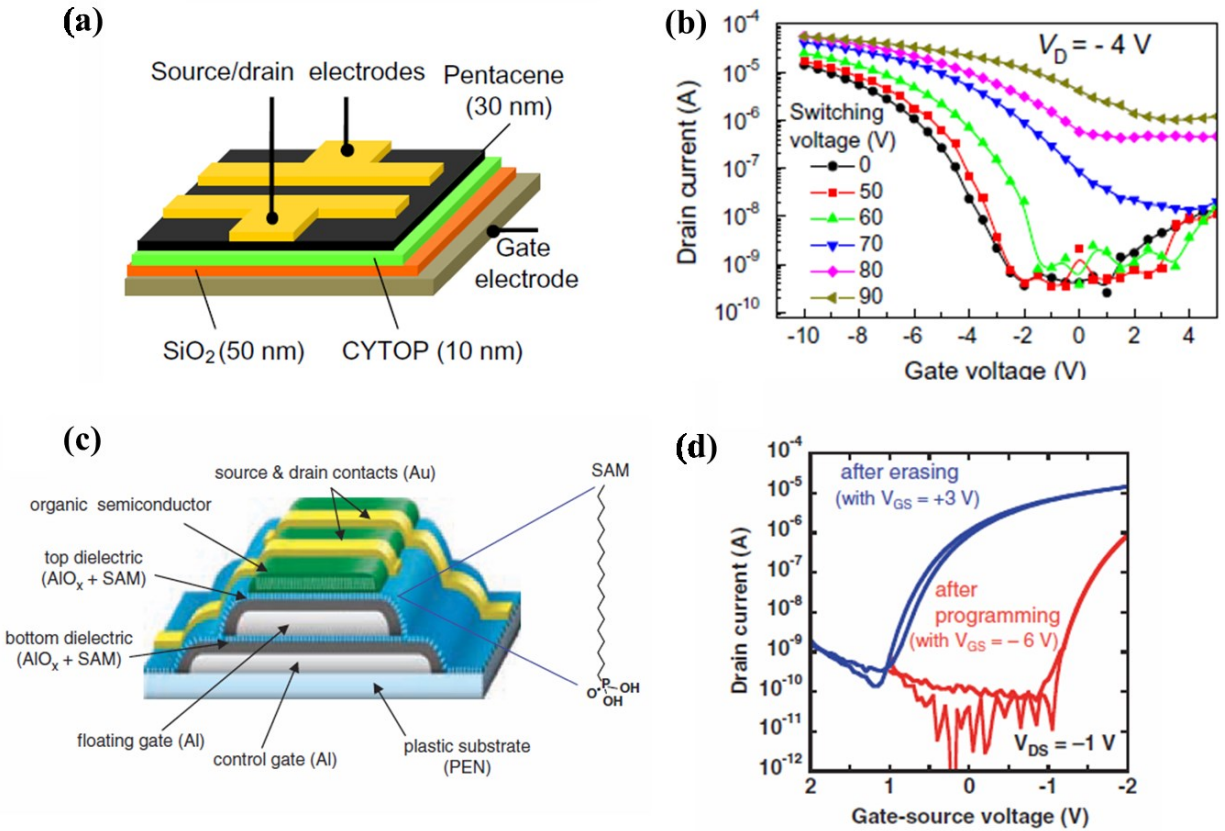 (a)
Source/drain electrodes
Pentacene
(30 nm)
Gate
electrode
SiO₂ (50 nm)
CYTOP (10 nm)
(b)
10⁻⁴
10⁻⁵
10⁻⁶
10⁻⁷
10⁻⁸
10⁻⁹
10⁻¹⁰
Drain current (A)
V_D = - 4 V
Switching
voltage (V)
0
50
60
70
80
90
-10 -8 -6 -4 -2 0 2 4
Gate voltage (V)
(c)
source & drain contacts (Au)
organic semiconductor
top dielectric
(AlOₓ + SAM)
bottom dielectric
(AlOₓ + SAM)
floating gate (Al)
control gate (Al)
plastic substrate
(PEN)
SAM
O P OH
OH
(d)
10⁻⁴
10⁻⁵
10⁻⁶
10⁻⁷
10⁻⁸
10⁻⁹
10⁻¹⁰
10⁻¹¹
10⁻¹²
Drain current (A)
after erasing
(with V_GS = +3 V)
after
programming
(with V_GS = – 6 V)
V_DS = –1 V
2 1 0 -1 -2
Gate-source voltage (V)